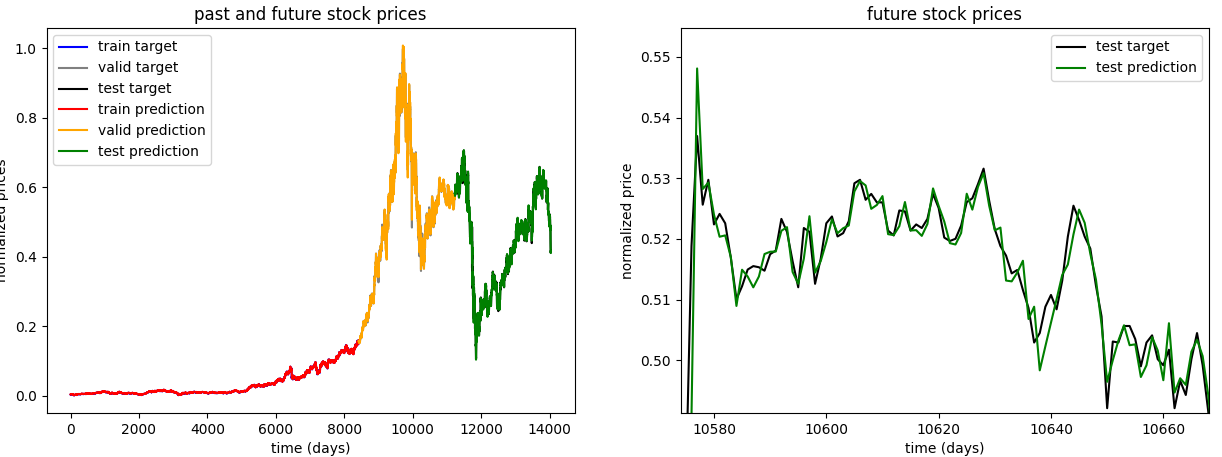 past and future stock prices
train target
valid target
test target
train prediction
valid prediction
test prediction
1.0
0.8
0.6
0.4
0.2
0.0
0 2000 4000 6000 8000 10000 12000 14000
time (days)
future stock prices
test target
test prediction
normalized price
0.55
0.54
0.53
0.52
0.51
0.50
10580 10600 10620 10640 10660
time (days)